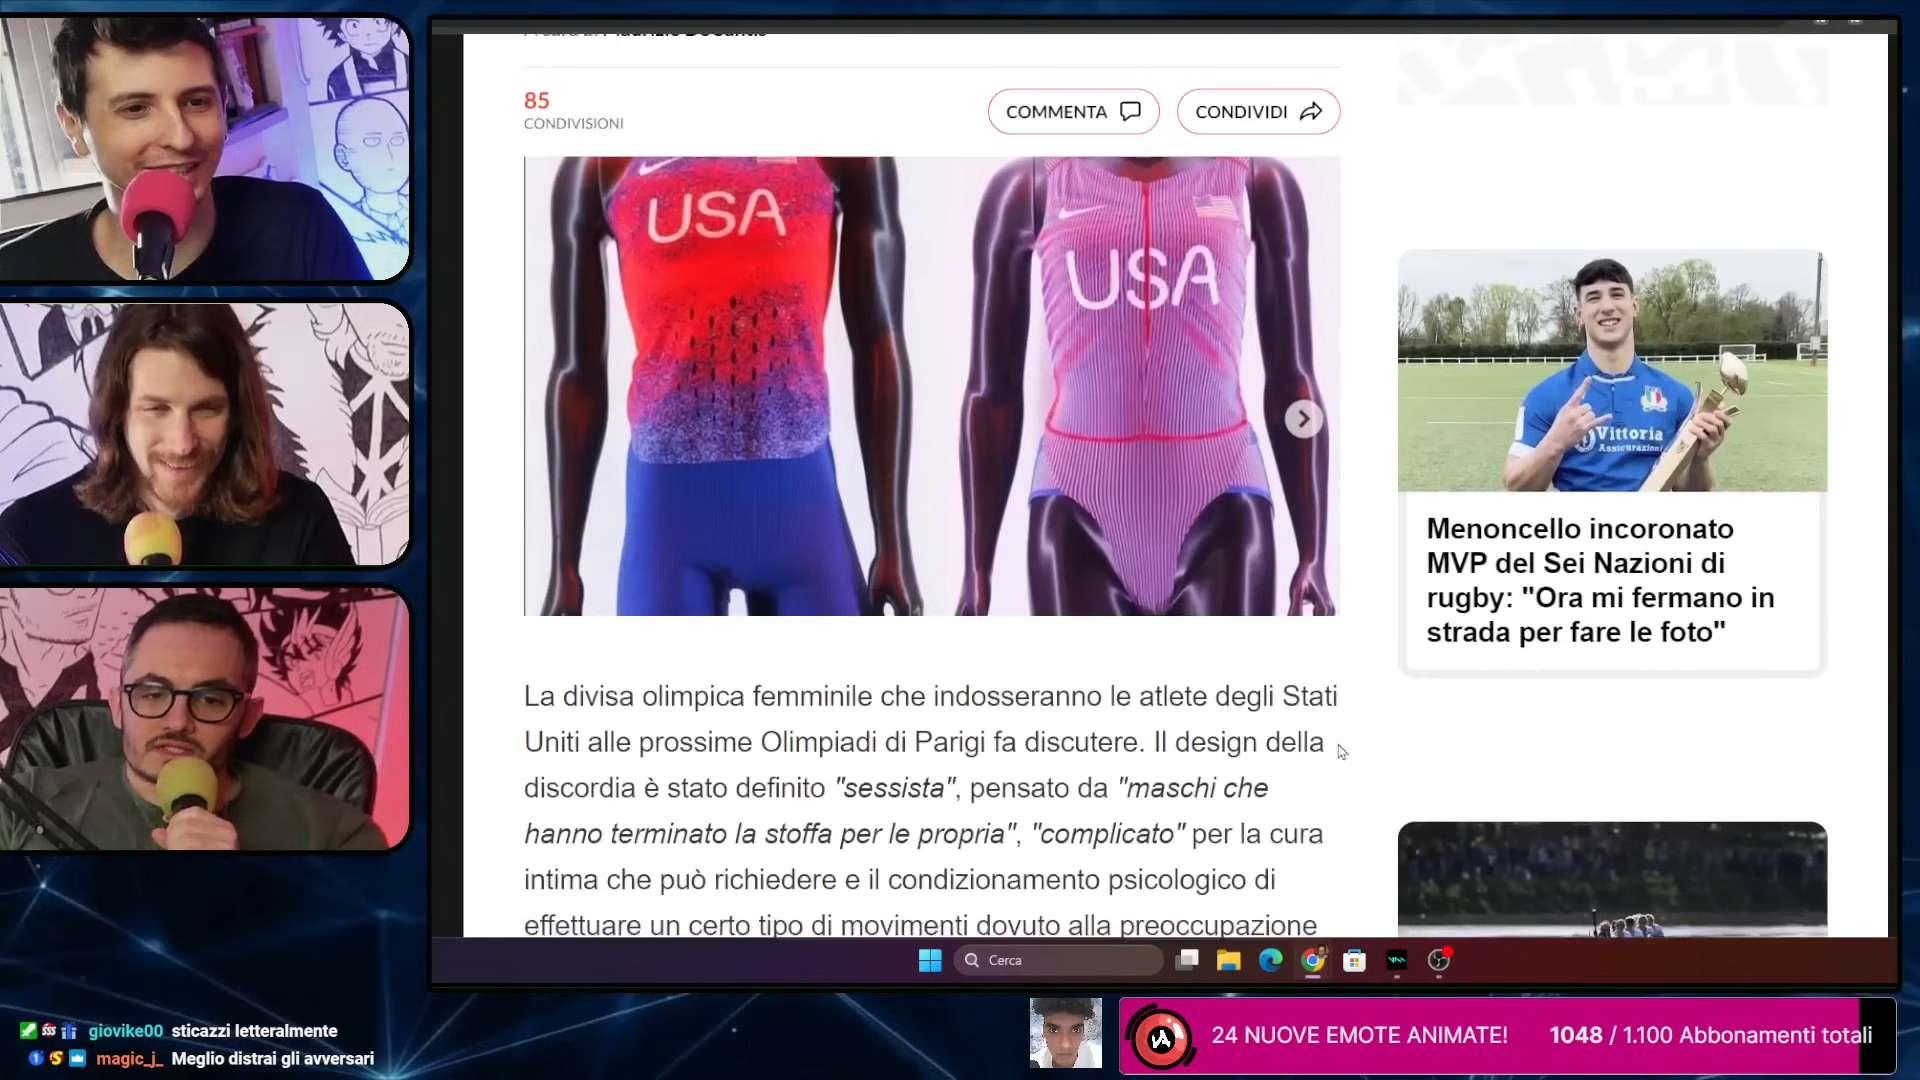 85
CONDIVISIONI
COMMENTA
CONDIVIDI
USA
USA
La divisa olimpica femminile che indosseranno le atlete degli Stati
Uniti alle prossime Olimpiadi di Parigi fa discutere. Il design della
discordia è stato definito "sessista", pensato da "maschi che
hanno terminato la stoffa per le propria", "complicato" per la cura
intima che può richiedere e il condizionamento psicologico di
effettuare un certo tipo di movimenti dovuto alla preoccupazione
Vittoria
Assicurazioni
Menoncello incoronato
MVP del Sei Nazioni di
rugby: "Ora mi fermano in
strada per fare le foto"
Cerca
giovike00 sticazzi letteralmente
magic_j_ Meglio distrai gli avversari
24 NUOVE EMOTE ANIMATE!
1048 / 1.100 Abbonamenti totali